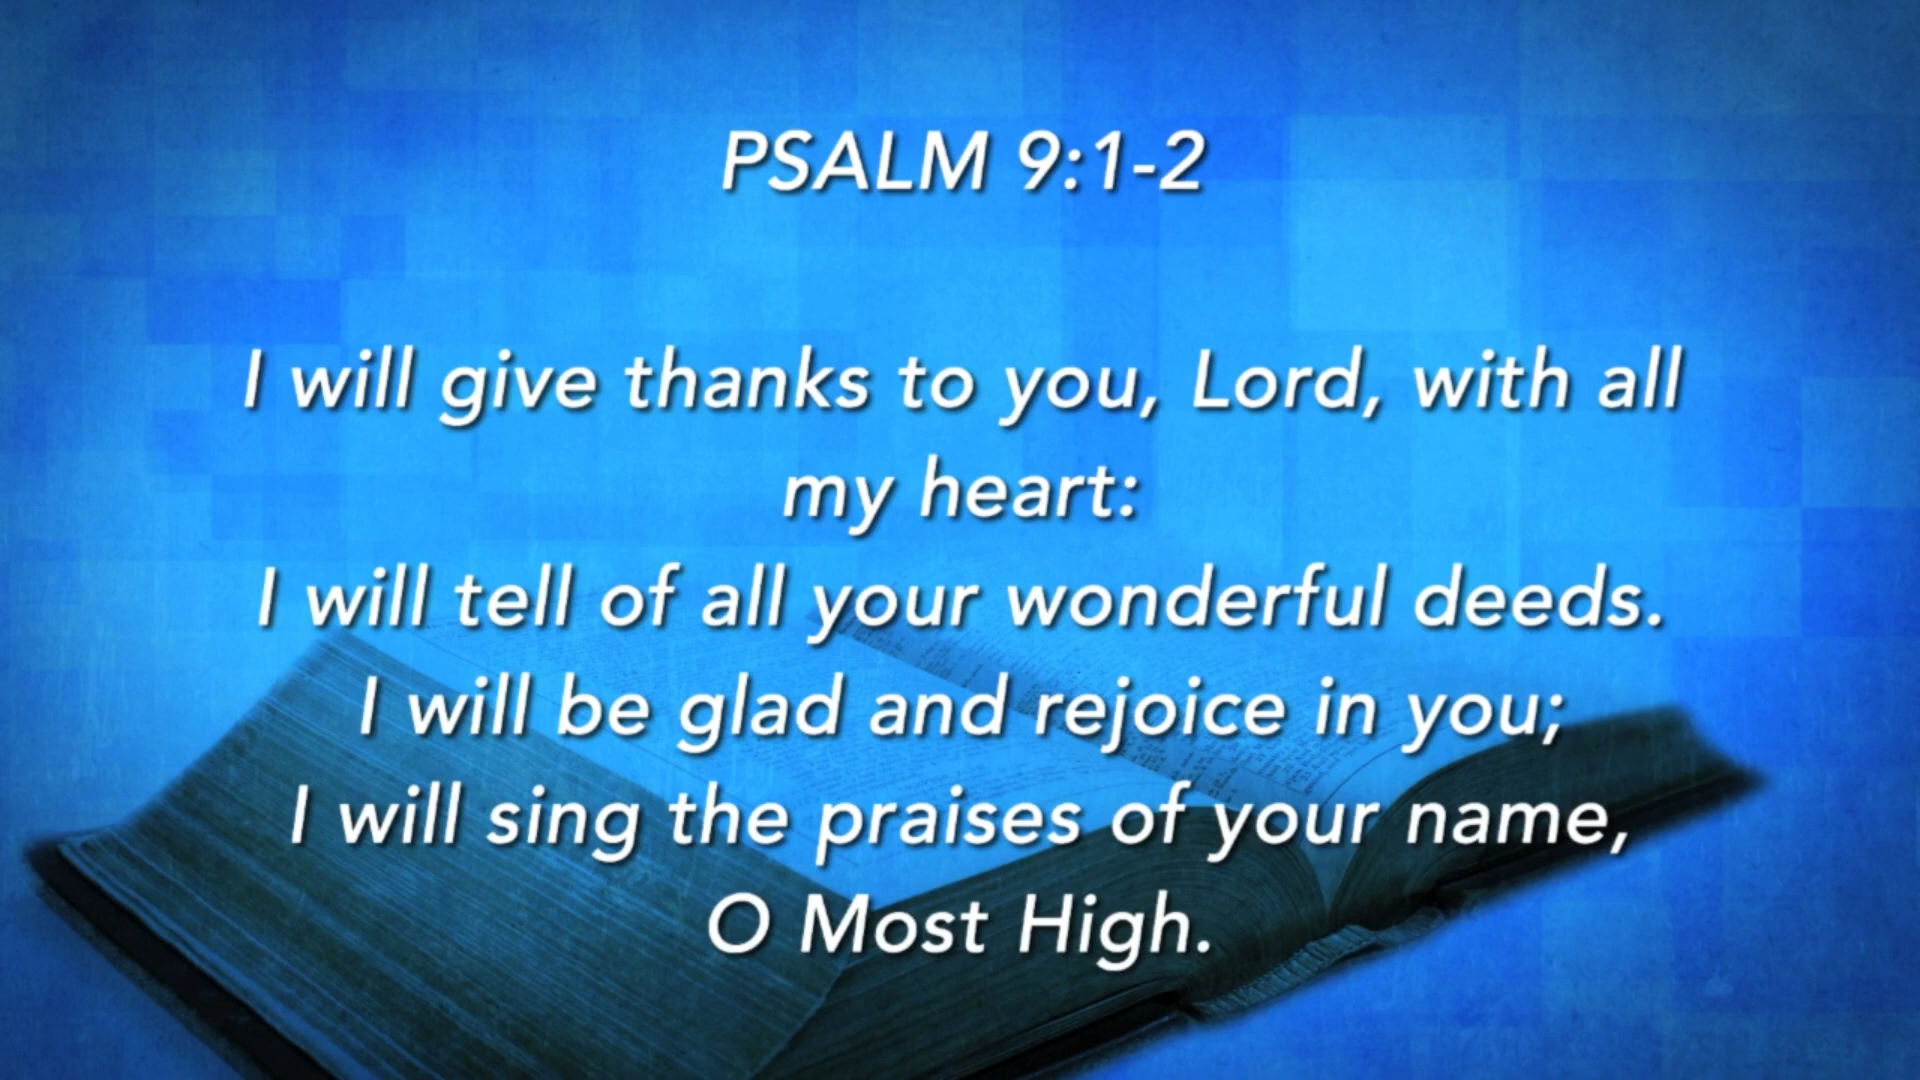 PSALM 9:1-2
I will give thanks to you, Lord, with all
my heart:
I will tell of all your wonderful deeds.
I will be glad and rejoice in you;
I will sing the praises of your name,
O Most High.